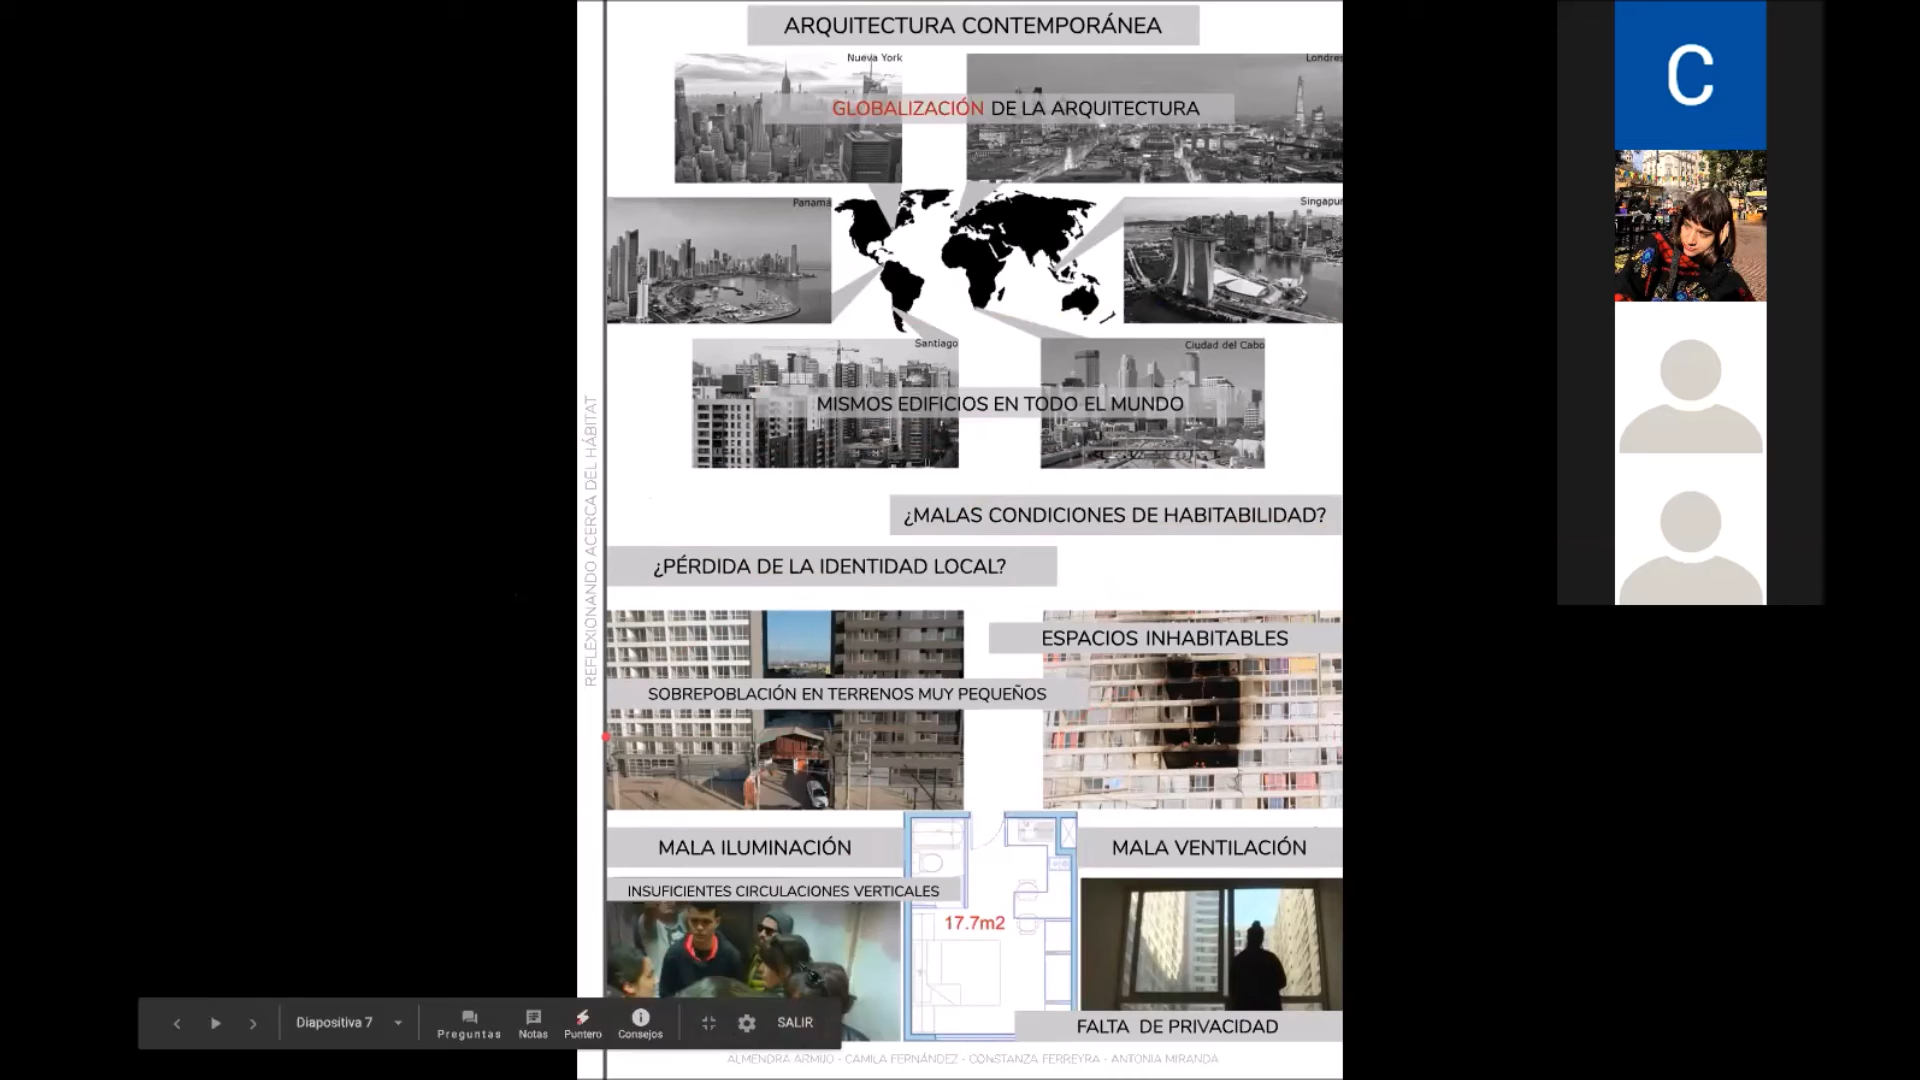 ARQUITECTURA CONTEMPORÁNEA
Nueva York
Londres
GLOBALIZACIÓN DE LA ARQUITECTURA
Panamá
Singapur
Santiago
Ciudad del Cabo
MISMOS EDIFICIOS EN TODO EL MUNDO
REFLEXIONANDO ACERCA DEL HÁBITAT
¿MALAS CONDICIONES DE HABITABILIDAD?
¿PÉRDIDA DE LA IDENTIDAD LOCAL?
ESPACIOS INHABITABLES
SOBREPOBLACIÓN EN TERRENOS MUY PEQUEÑOS
MALA ILUMINACIÓN
MALA VENTILACIÓN
INSUFICIENTES CIRCULACIONES VERTICALES
17.7m2
FALTA DE PRIVACIDAD
Diapositiva 7
Preguntas
Notas
Puntero
Consejos
SALIR
ALMENDRA ARMIJO - CAMILA FERNÁNDEZ - CONSTANZA FERREYRA - ANTONIA MIRANDA
C